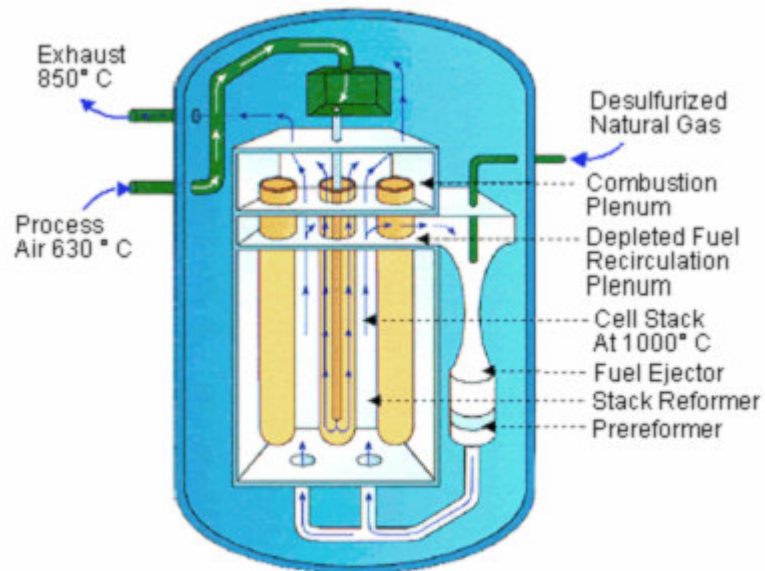 Exhaust
850° C
Process
Air 630 ° C
Desulfurized
Natural Gas
Combustion
Plenum
Depleted Fuel
Recirculation
Plenum
Cell Stack
At 1000° C
Fuel Ejector
Stack Reformer
Prereformer